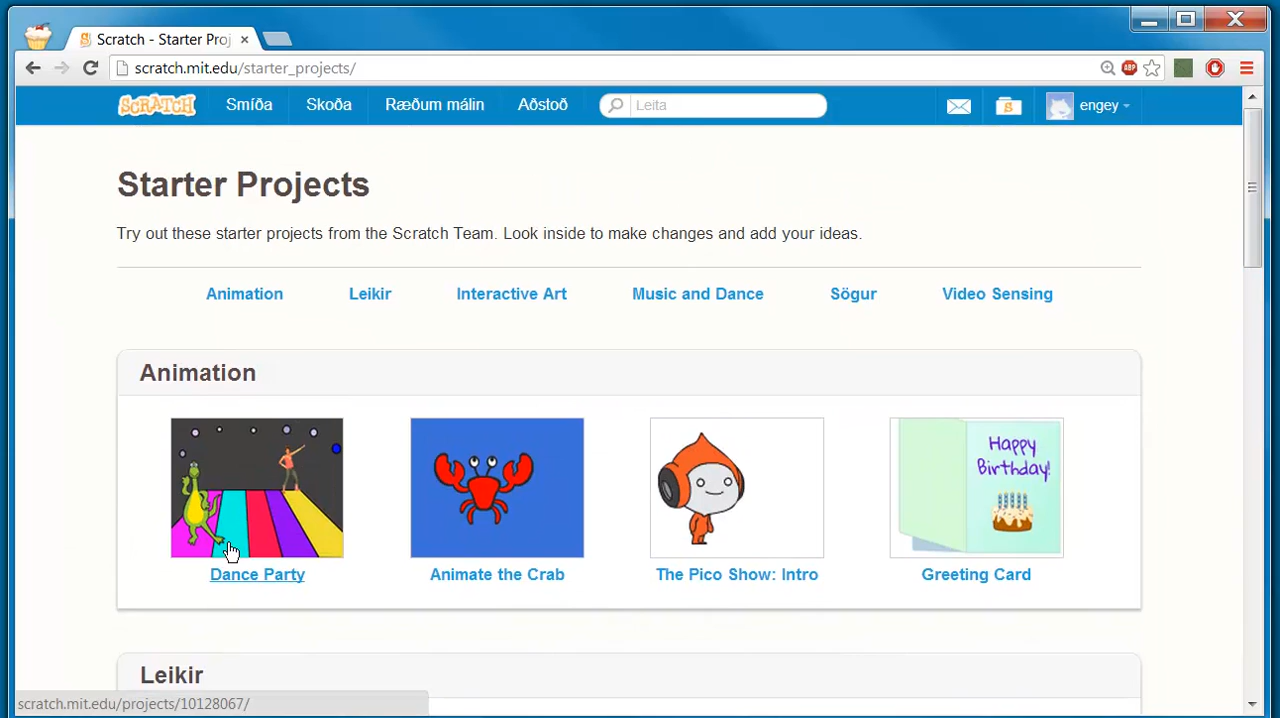 Scratch - Starter Proj
scratch.mit.edu/starter_projects/
ABP
SCRATCH Smíða Skoða Ræðum málin Aðstoð Leita S engey
Starter Projects
Try out these starter projects from the Scratch Team. Look inside to make changes and add your ideas.
Animation Leikir Interactive Art Music and Dance Sögur Video Sensing
Animation
Happy
Birthday!
Dance Party Animate the Crab The Pico Show: Intro Greeting Card
Leikir
scratch.mit.edu/projects/10128067/